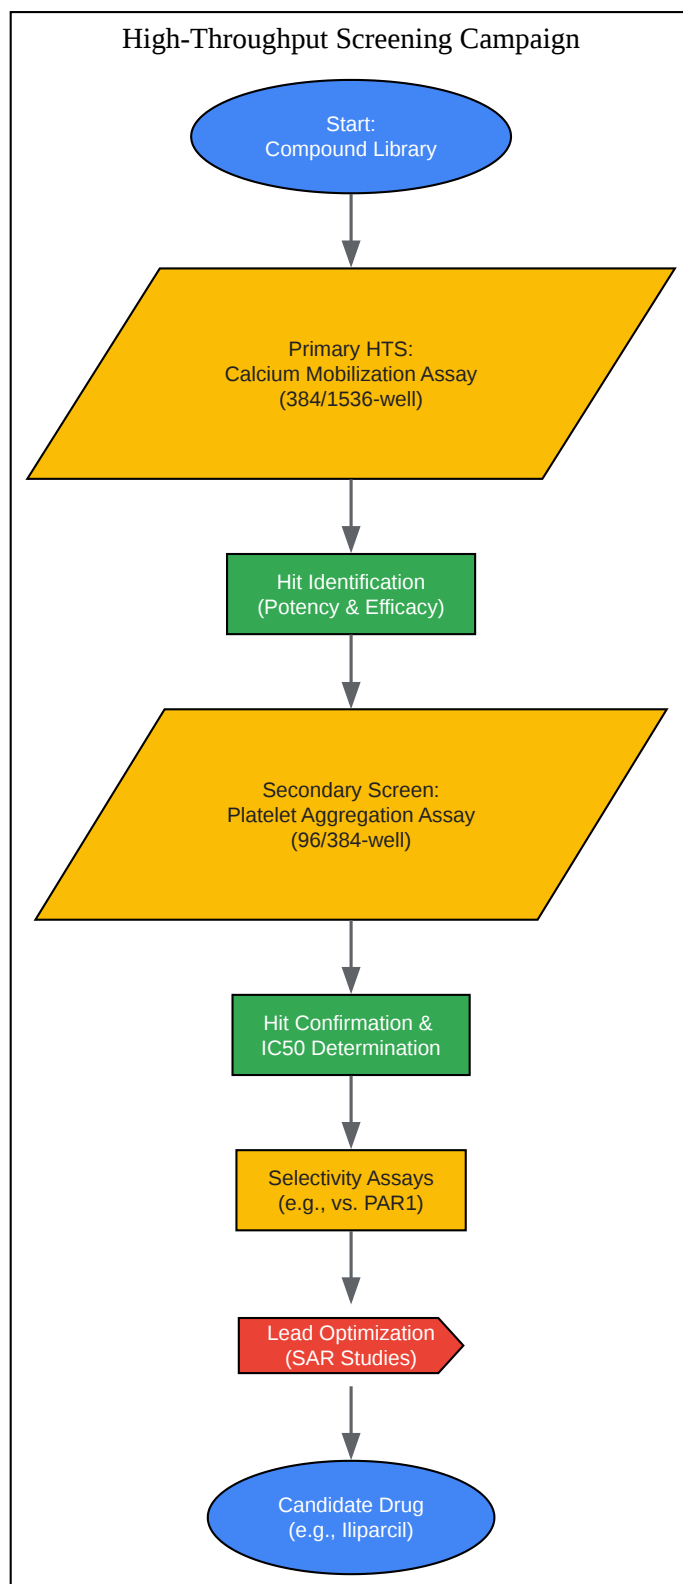 High-Throughput Screening Campaign
Start:
Compound Library
Primary HTS:
Calcium Mobilization Assay
(384/1536-well)
Hit Identification
(Potency & Efficacy)
Secondary Screen:
Platelet Aggregation Assay
(96/384-well)
Hit Confirmation &
IC50 Determination
Selectivity Assays
(e.g., vs. PAR1)
Lead Optimization
(SAR Studies)
Candidate Drug
(e.g., Iliparcil)